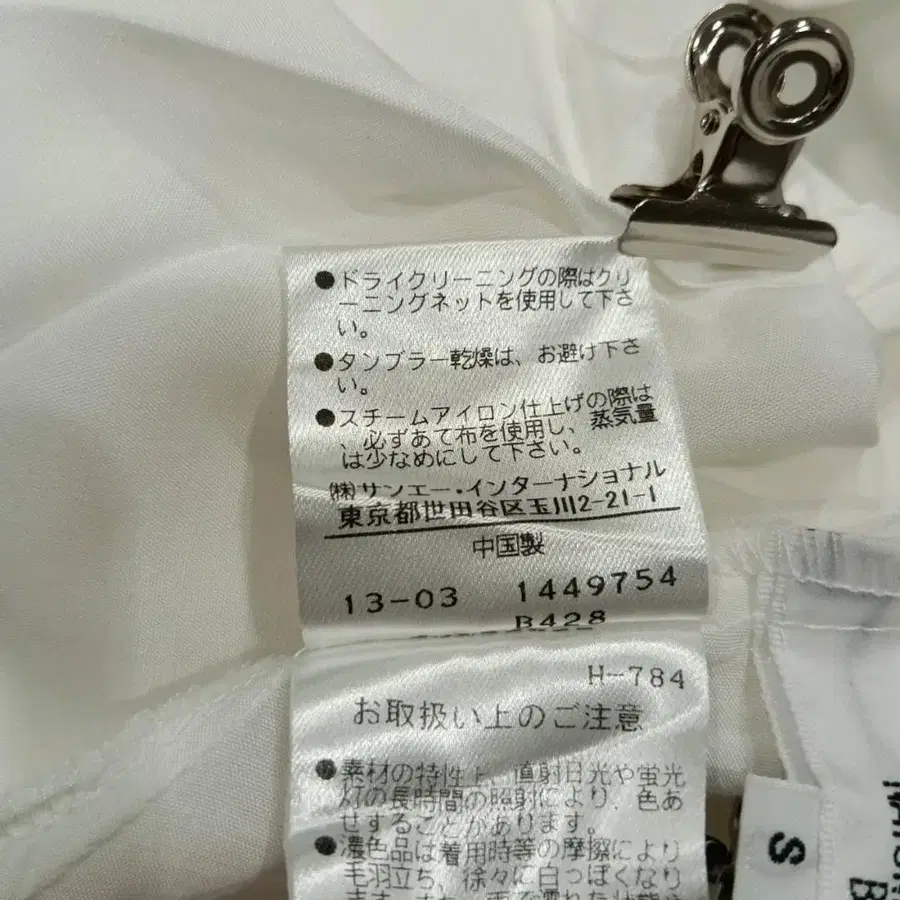 ●ドライクリーニングの際はクリ
ーニングネットを使用して下さ
い。
●タンブラー乾燥は、お避け下さ
い。
●スチームアイロン仕上げの際は
、必ずあて布を使用し、蒸気量
は少なめにして下さい。
㈱サンエー・インターナショナル
東京都世田谷区玉川2-21-1
中国製
13-03 1449754
B428
H-784
お取扱い上のご注意
●素材の特性上、直射日光や蛍光
灯の長時間の照射により、色あ
せすることがあります。
●濃色品は着用時等の摩擦により
毛羽立ち、徐々に白っぽくなり
S